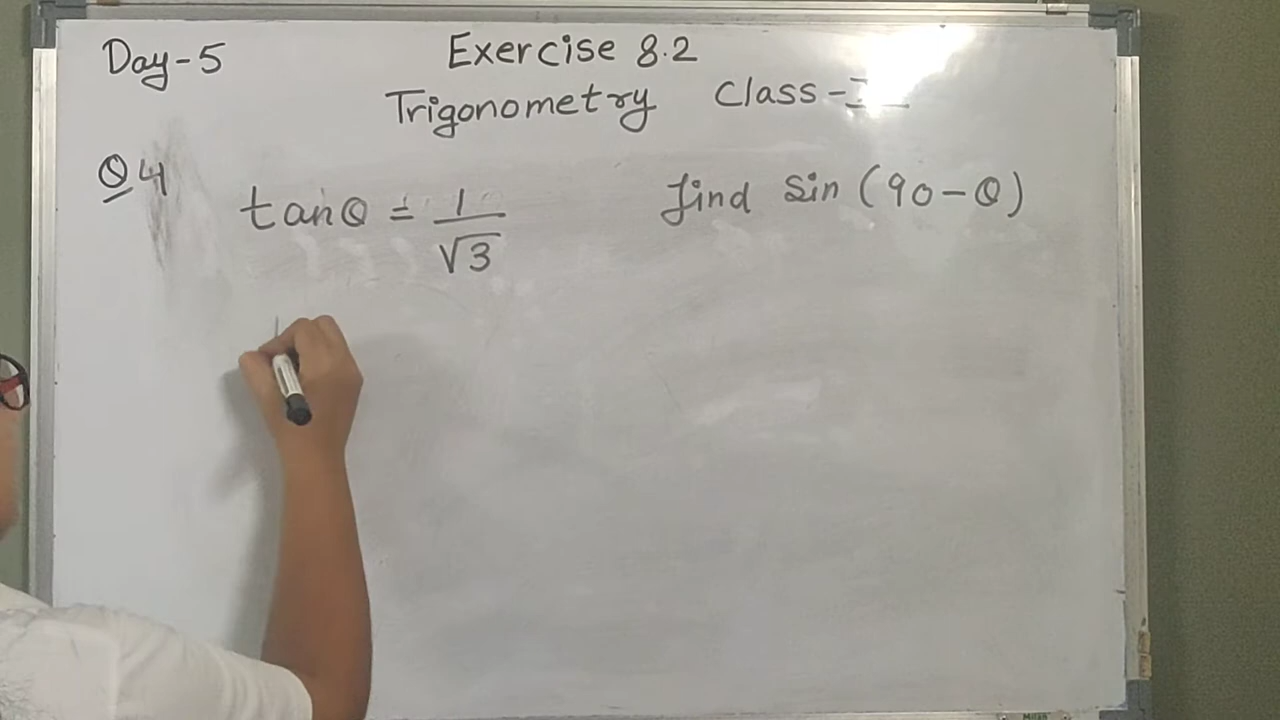 Day-5
Exercise 8.2
Trigonometry Class-
Q4
tanθ = 1/√3 find sin (90-θ)